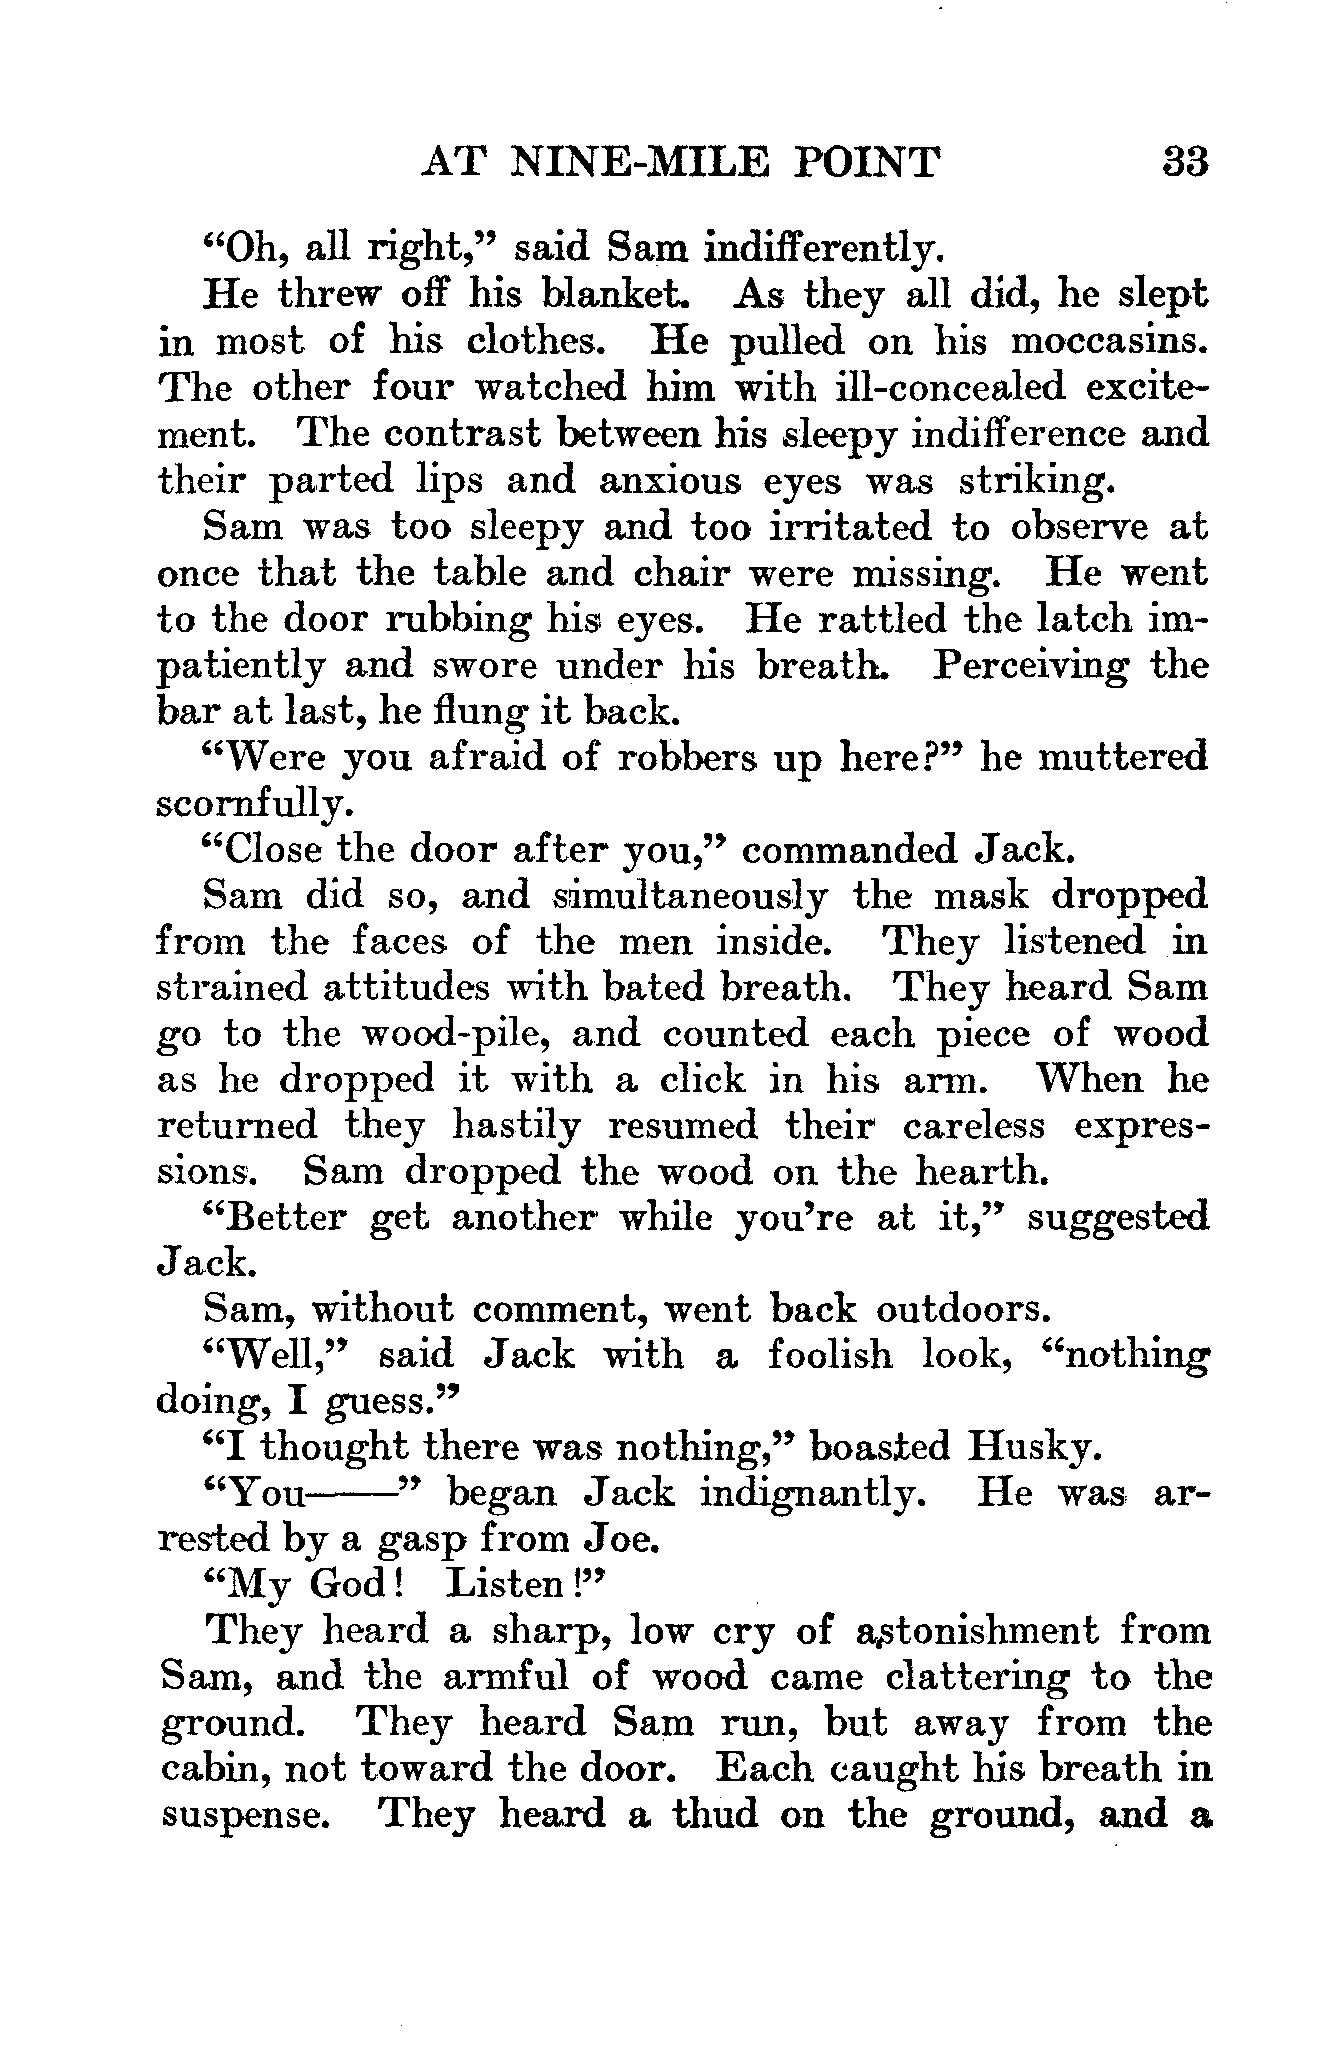 AT NINE-MILE POINT 33
“Oh, all right,” said Sam indifferently.
He threw off his blanket. As they all did, he slept
in most of his clothes. He pulled on his moccasins.
The other four watched him with ill-concealed excite-
ment. The contrast between his sleepy indifference and
their parted lips and anxious eyes was striking.
Sam was too sleepy and too irritated to observe at
once that the table and chair were missing. He went
to the door rubbing his eyes. He rattled the latch im-
patiently and swore under his breath. Perceiving the
bar at last, he flung it back.
“Were you afraid of robbers up here?” he muttered
scornfully.
“Close the door after you,” commanded Jack.
Sam did so, and simultaneously the mask dropped
from the faces of the men inside. They listened in
strained attitudes with bated breath. They heard Sam
go to the wood-pile, and counted each piece of wood
as he dropped it with a click in his arm. When he
returned they hastily resumed their careless expres-
sions. Sam dropped the wood on the hearth.
“Better get another while you’re at it,” suggested
Jack.
Sam, without comment, went back outdoors.
“Well,” said Jack with a foolish look, “nothing
doing, I guess.”
“I thought there was nothing,” boasted Husky.
“You——” began Jack indignantly. He was ar-
rested by a gasp from Joe.
“My God! Listen!”
They heard a sharp, low cry of astonishment from
Sam, and the armful of wood came clattering to the
ground. They heard Sam run, but away from the
cabin, not toward the door. Each caught his breath in
suspense. They heard a thud on the ground, and a